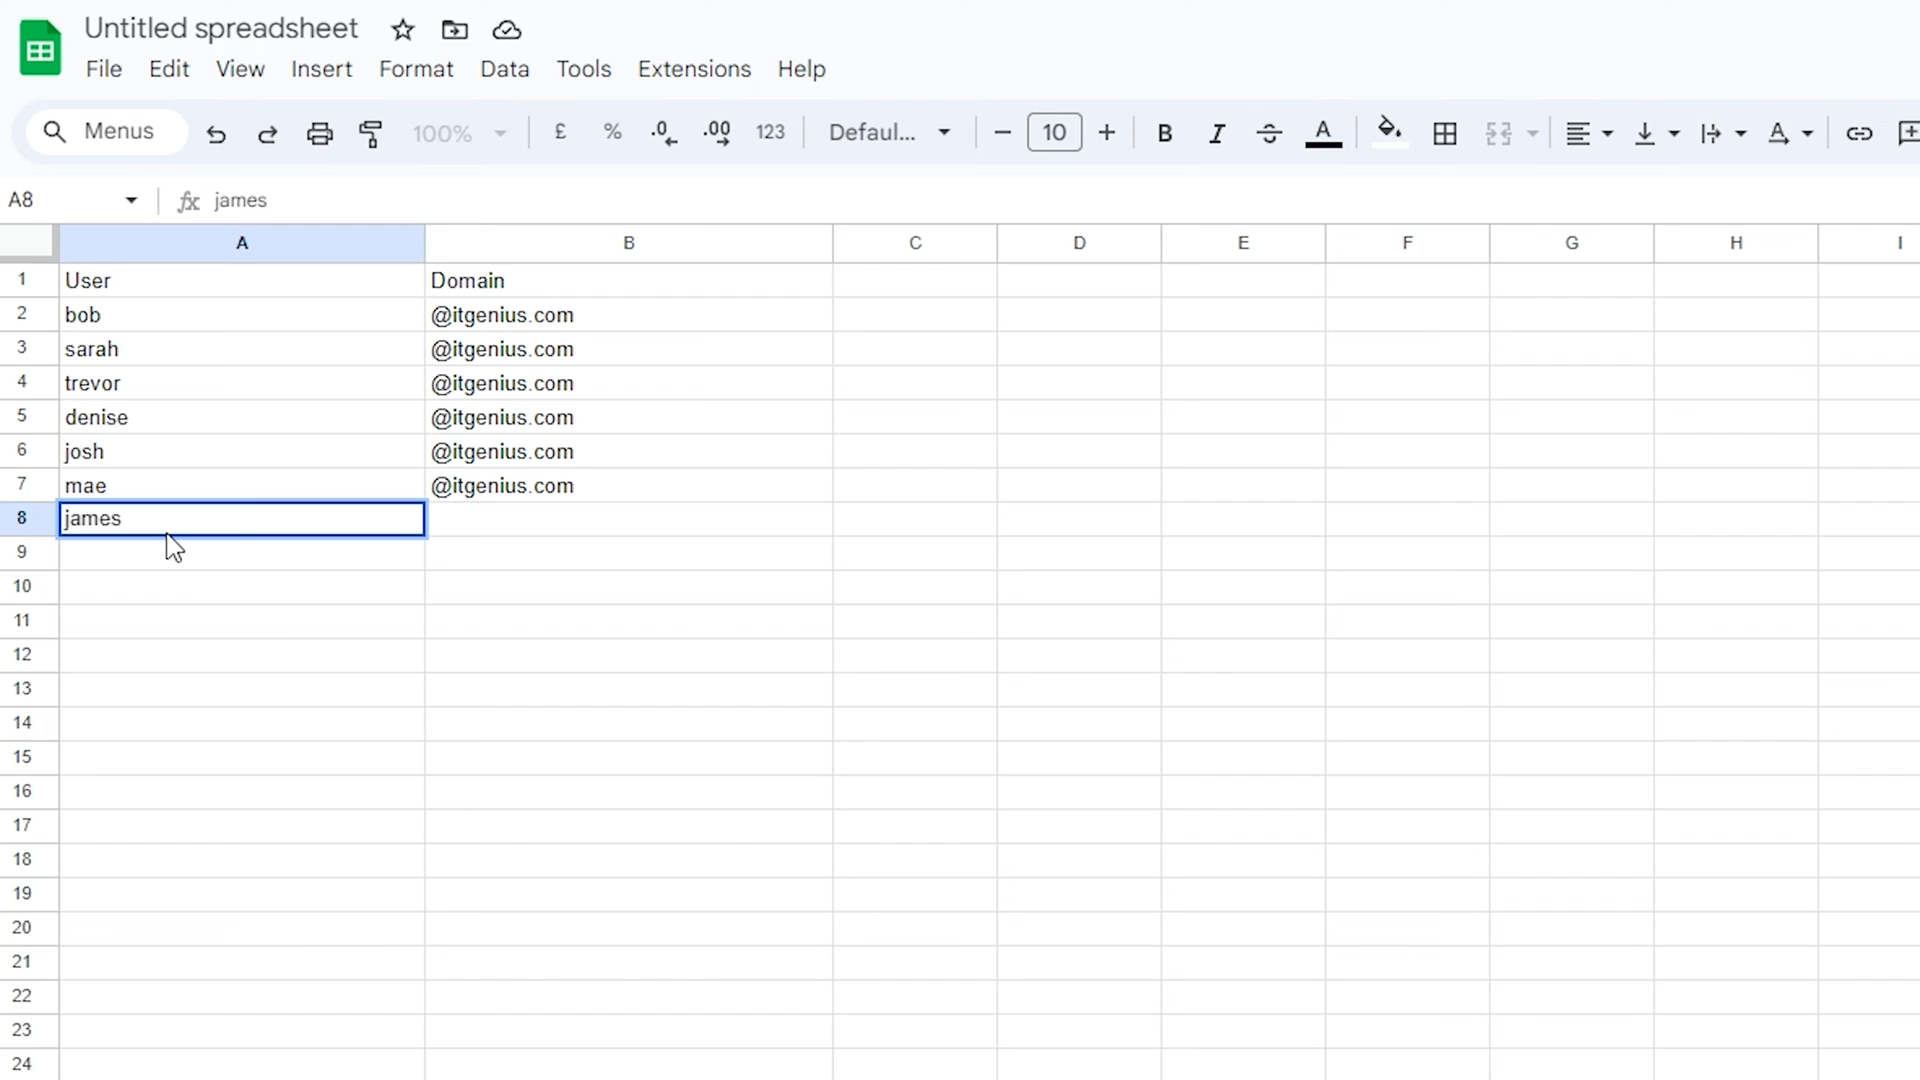 Untitled spreadsheet
File Edit View Insert Format Data Tools Extensions Help
Menus 100% £ % .0 .00 123 Defaul... 10 B I S A A
A8 fx james
A B C D E F G H I
1 User Domain
2 bob @itgenius.com
3 sarah @itgenius.com
4 trevor @itgenius.com
5 denise @itgenius.com
6 josh @itgenius.com
7 mae @itgenius.com
8 james
9
10
11
12
13
14
15
16
17
18
19
20
21
22
23
24